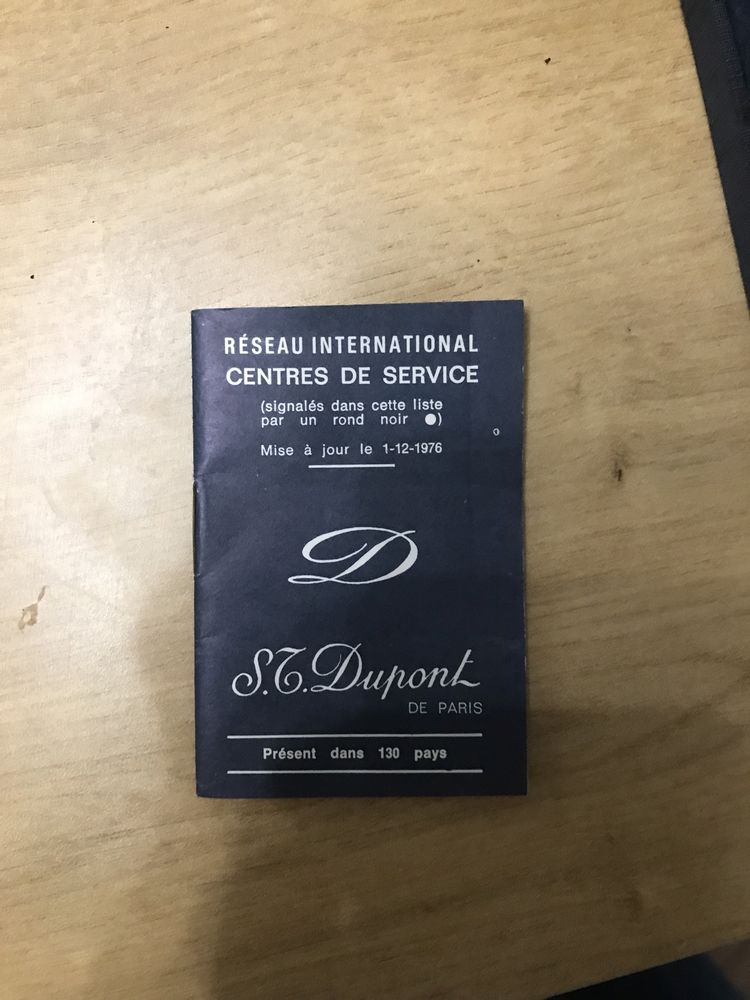 RÉSEAU INTERNATIONAL
CENTRES DE SERVICE
(signalés dans cette liste
par un rond noir ●)
Mise à jour le 1-12-1976
D
S.T. Dupont
DE PARIS
Présent dans 130 pays